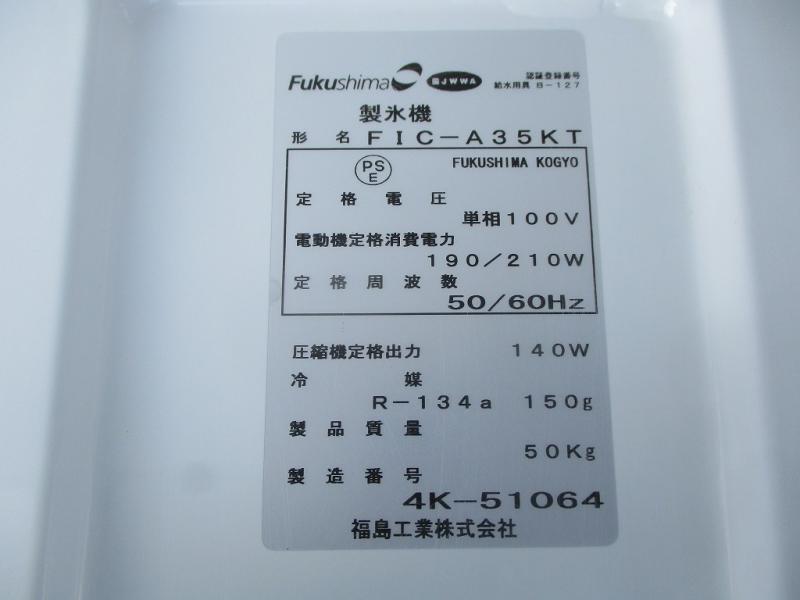 Fukushima JWWA 認証登録番号
給水用具 B-127
製氷機
形名 FIC-A35KT
PSE FUKUSHIMA KOGYO
定格電圧
単相100V
電動機定格消費電力
190/210W
定格周波数
50/60Hz
圧縮機定格出力 140W
冷媒
R-134a 150g
製品質量
50Kg
製造番号
4K-51064
福島工業株式会社